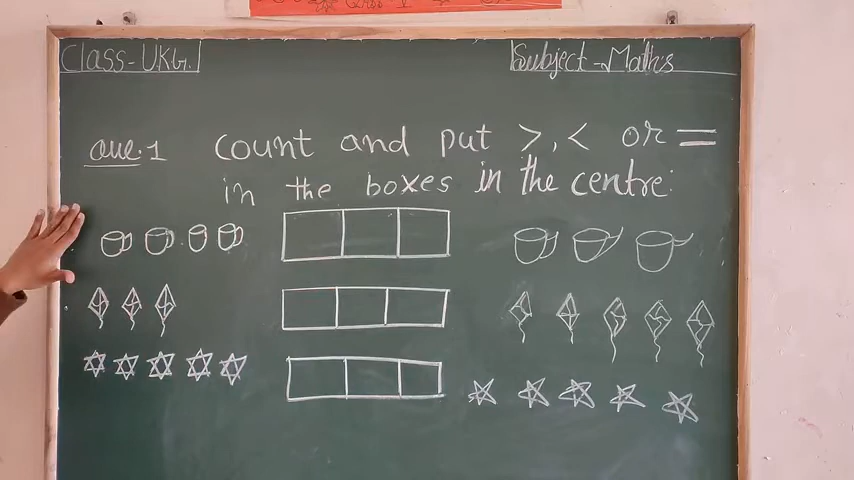 Class-UKG.
Subject-Maths
Que.1 count and put >, < or =
in the boxes in the centre: